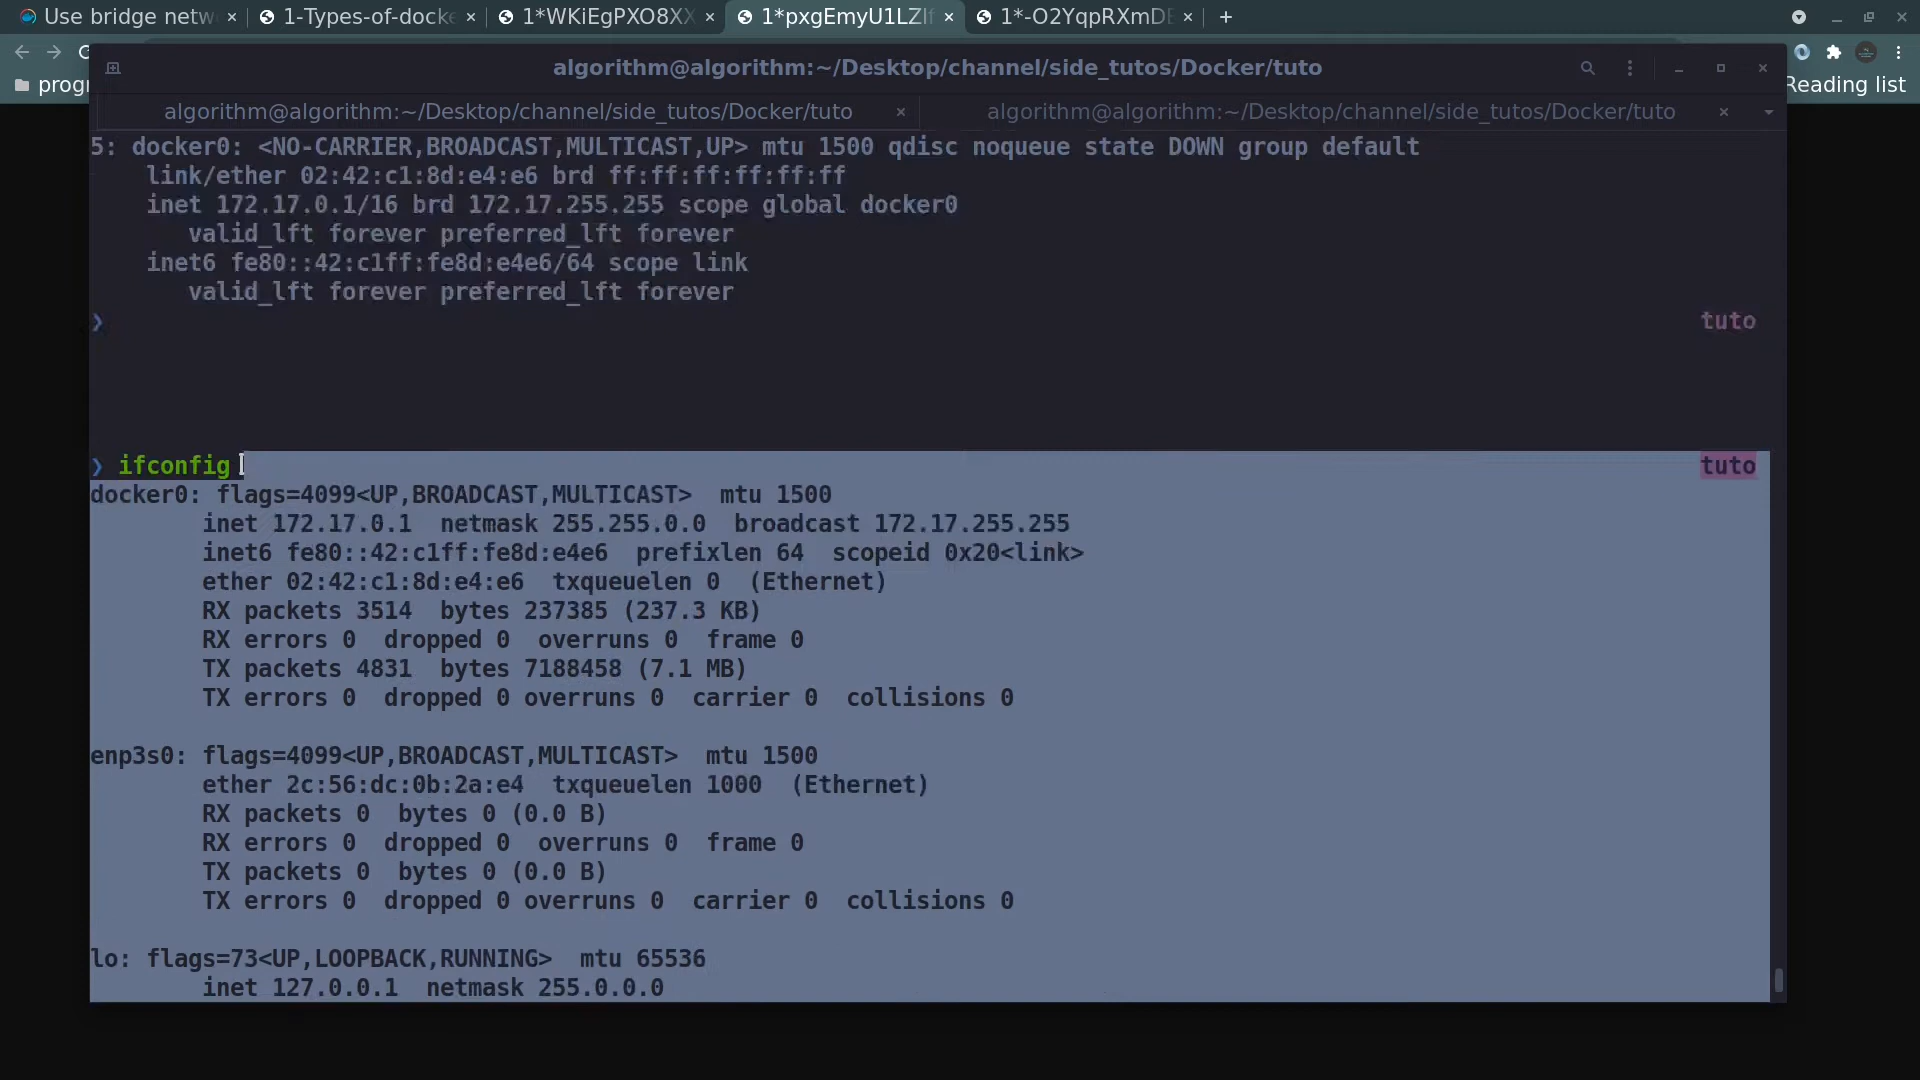 Use bridge netw
1-Types-of-docke
1*WKiEgPXO8XX
1*pxgEmyU1LZlf
1*-O2YqpRXmDE
progr
Reading list
algorithm@algorithm:~/Desktop/channel/side_tutos/Docker/tuto
algorithm@algorithm:~/Desktop/channel/side_tutos/Docker/tuto
algorithm@algorithm:~/Desktop/channel/side_tutos/Docker/tuto
5: docker0: <NO-CARRIER,BROADCAST,MULTICAST,UP> mtu 1500 qdisc noqueue state DOWN group default
link/ether 02:42:c1:8d:e4:e6 brd ff:ff:ff:ff:ff:ff
inet 172.17.0.1/16 brd 172.17.255.255 scope global docker0
valid_lft forever preferred_lft forever
inet6 fe80::42:c1ff:fe8d:e4e6/64 scope link
valid_lft forever preferred_lft forever
❯ tuto
❯ ifconfig tuto
docker0: flags=4099<UP,BROADCAST,MULTICAST>  mtu 1500
inet 172.17.0.1  netmask 255.255.0.0  broadcast 172.17.255.255
inet6 fe80::42:c1ff:fe8d:e4e6  prefixlen 64  scopeid 0x20<link>
ether 02:42:c1:8d:e4:e6  txqueuelen 0  (Ethernet)
RX packets 3514  bytes 237385 (237.3 KB)
RX errors 0  dropped 0  overruns 0  frame 0
TX packets 4831  bytes 7188458 (7.1 MB)
TX errors 0  dropped 0 overruns 0  carrier 0  collisions 0
enp3s0: flags=4099<UP,BROADCAST,MULTICAST>  mtu 1500
ether 2c:56:dc:0b:2a:e4  txqueuelen 1000  (Ethernet)
RX packets 0  bytes 0 (0.0 B)
RX errors 0  dropped 0  overruns 0  frame 0
TX packets 0  bytes 0 (0.0 B)
TX errors 0  dropped 0 overruns 0  carrier 0  collisions 0
lo: flags=73<UP,LOOPBACK,RUNNING>  mtu 65536
inet 127.0.0.1  netmask 255.0.0.0